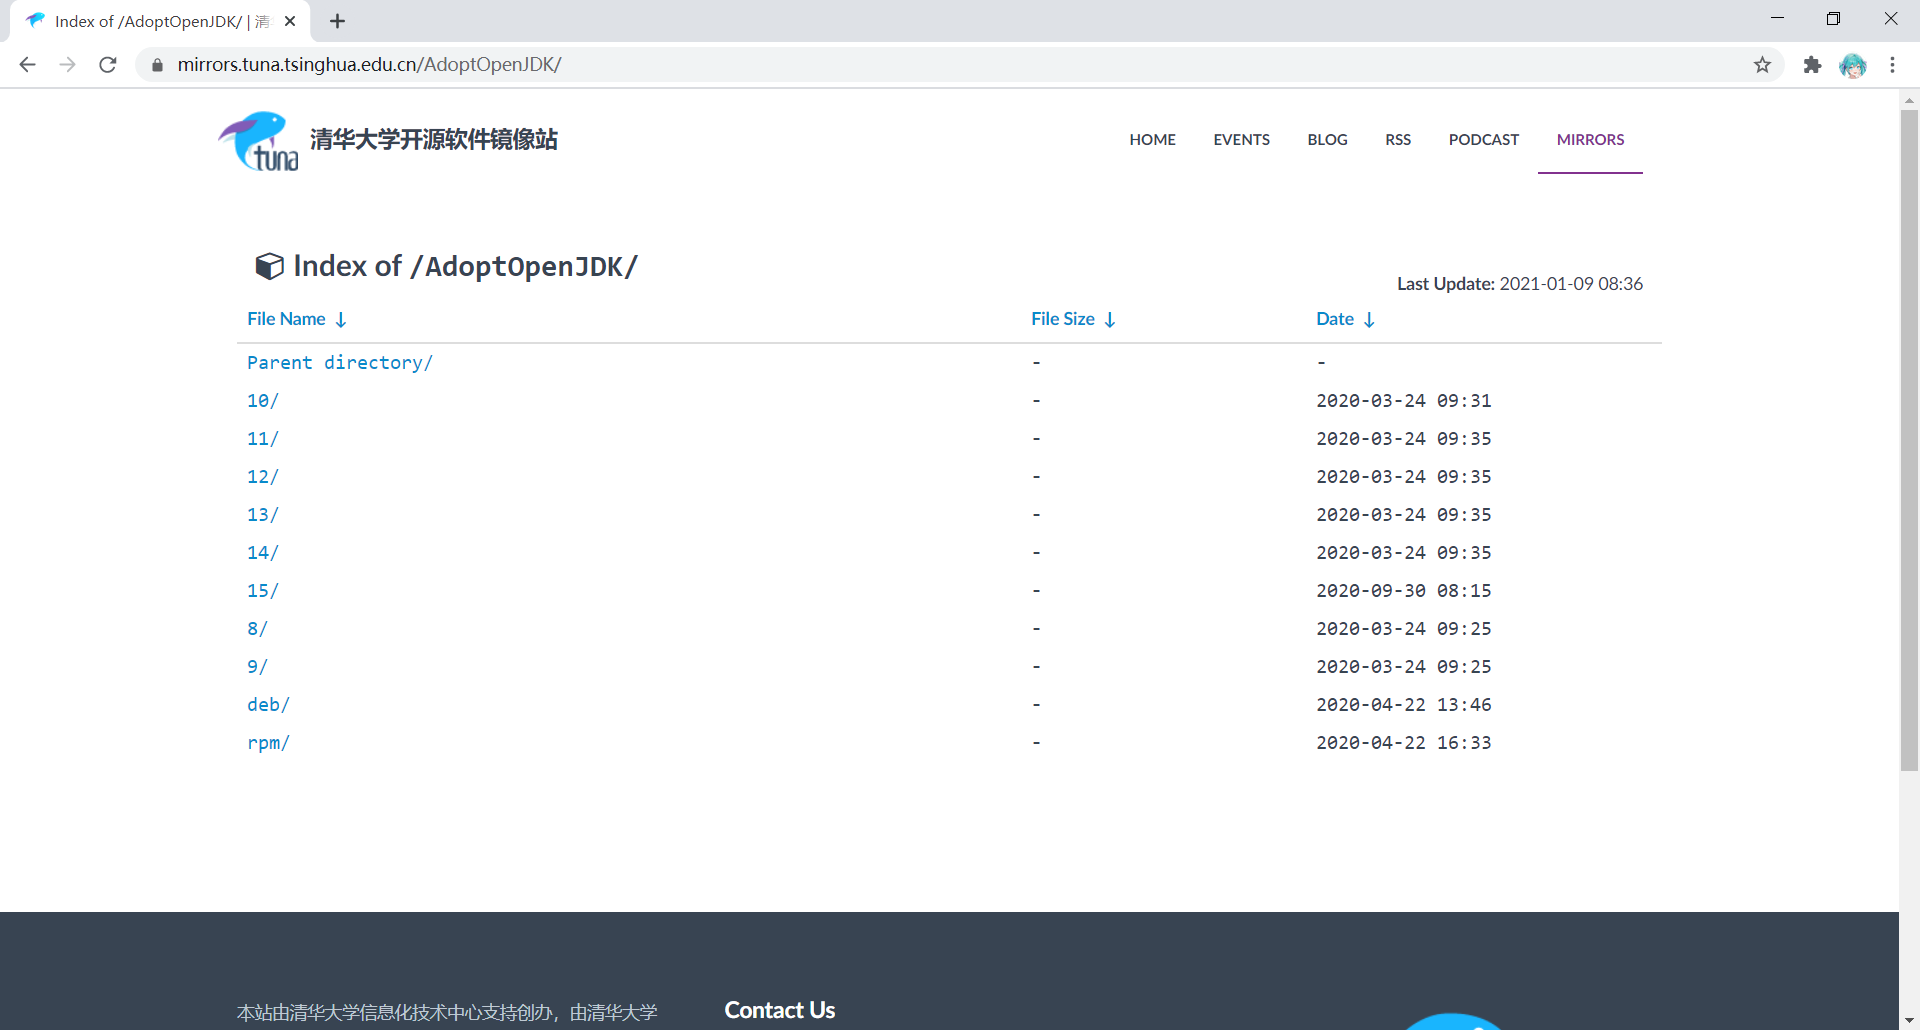 Index of /AdoptOpenJDK/ | 清
mirrors.tuna.tsinghua.edu.cn/AdoptOpenJDK/
tuna
清华大学开源软件镜像站
HOME EVENTS BLOG RSS PODCAST MIRRORS
Index of /AdoptOpenJDK/
Last Update: 2021-01-09 08:36
File Name ↓ File Size ↓ Date ↓
Parent directory/ - -
10/ - 2020-03-24 09:31
11/ - 2020-03-24 09:35
12/ - 2020-03-24 09:35
13/ - 2020-03-24 09:35
14/ - 2020-03-24 09:35
15/ - 2020-09-30 08:15
8/ - 2020-03-24 09:25
9/ - 2020-03-24 09:25
deb/ - 2020-04-22 13:46
rpm/ - 2020-04-22 16:33
本站由清华大学信息化技术中心支持创办，由清华大学
Contact Us